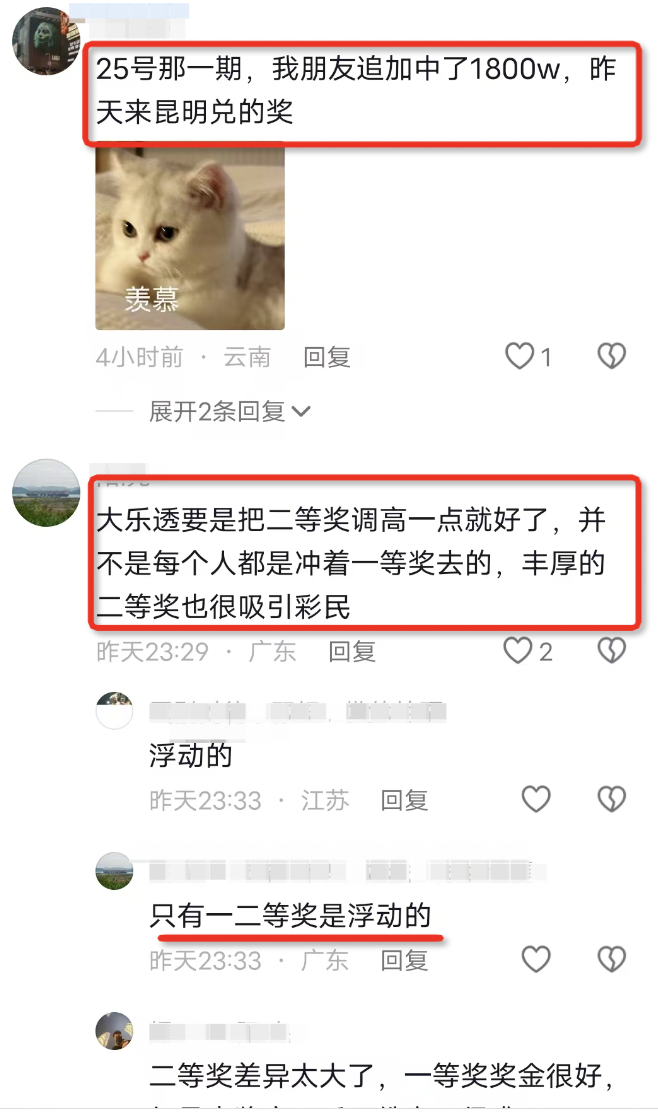 25号那一期，我朋友追加中了1800w，昨
天来昆明兑的奖
羡慕
4小时前 · 云南 回复 1
展开2条回复
大乐透要是把二等奖调高一点就好了，并
不是每个人都是冲着一等奖去的，丰厚的
二等奖也很吸引彩民
昨天23:29 · 广东 回复 2
浮动的
昨天23:33 · 江苏 回复
只有一二等奖是浮动的
昨天23:33 · 广东 回复
二等奖差异太大了，一等奖奖金很好，